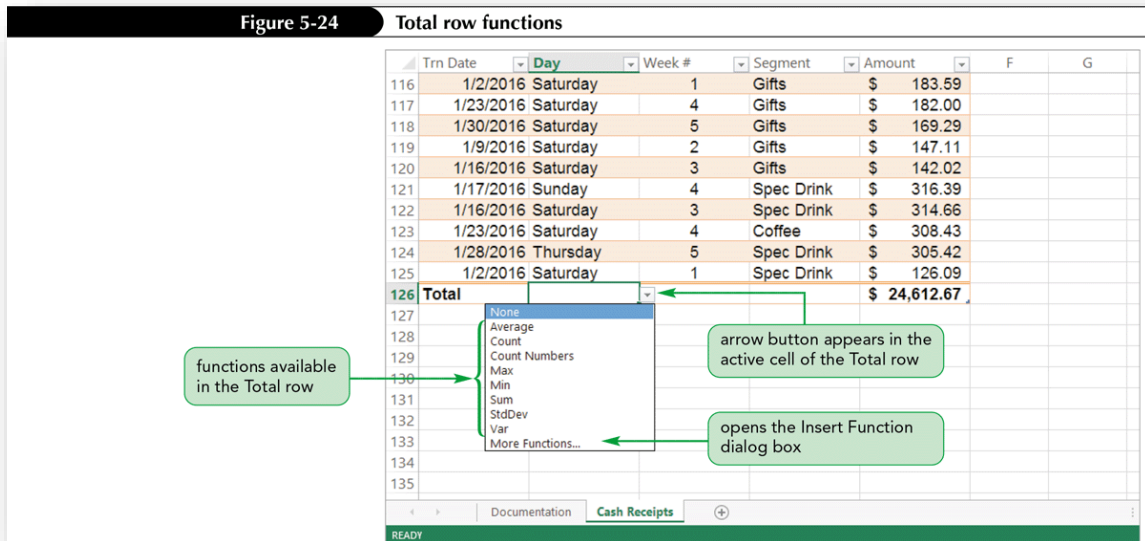 Figure 5-24 Total row functions
Trn Date Day Week # Segment Amount F G
116 1/2/2016 Saturday 1 Gifts $ 183.59
117 1/23/2016 Saturday 4 Gifts $ 182.00
118 1/30/2016 Saturday 5 Gifts $ 169.29
119 1/9/2016 Saturday 2 Gifts $ 147.11
120 1/16/2016 Saturday 3 Gifts $ 142.02
121 1/17/2016 Sunday 4 Spec Drink $ 316.39
122 1/16/2016 Saturday 3 Spec Drink $ 314.66
123 1/23/2016 Saturday 4 Coffee $ 308.43
124 1/28/2016 Thursday 5 Spec Drink $ 305.42
125 1/2/2016 Saturday 1 Spec Drink $ 126.09
126 Total $ 24,612.67
127
128
129
130
131
132
133
134
135
None
Average
Count
Count Numbers
Max
Min
Sum
StdDev
Var
More Functions...
functions available
in the Total row
arrow button appears in the
active cell of the Total row
opens the Insert Function
dialog box
Documentation Cash Receipts
READY